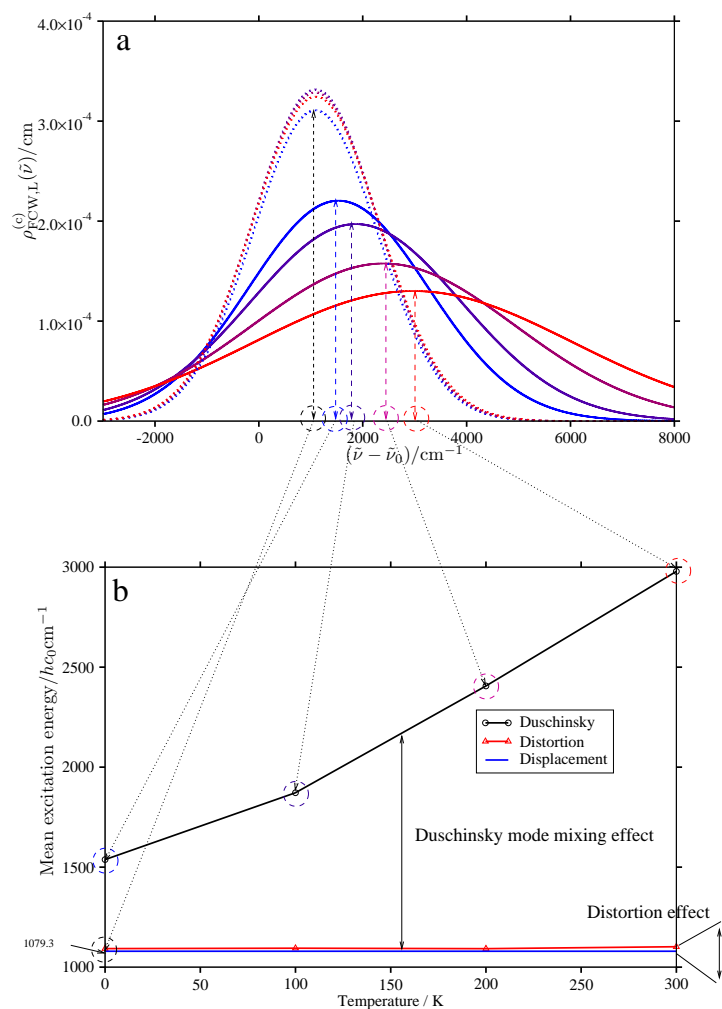 a
4.0×10⁻⁴
3.0×10⁻⁴
2.0×10⁻⁴
1.0×10⁻⁴
0.0
ρ^(c)_FCW,L(ν̃)/cm
-2000 0 2000 4000 6000 8000
(ν̃ − ν̃₀)/cm⁻¹
b
3000
2500
2000
1500
1000
1079.3
Mean excitation energy/hc₀cm⁻¹
Duschinsky
Distortion
Displacement
Duschinsky mode mixing effect
Distortion effect
0 50 100 150 200 250 300
Temperature / K